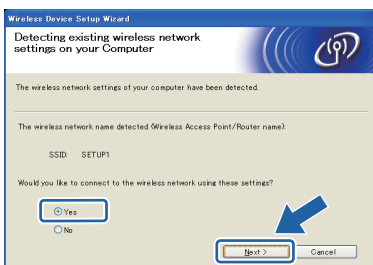 Wireless Device Setup Wizard
Detecting existing wireless network
settings on your Computer
The wireless network settings of your computer have been detected.
The wireless network name detected (Wireless Access Point/Router name):
SSID: SETUP1
Would you like to connect to the wireless network using these settings?
Yes
No
Next >
Cancel